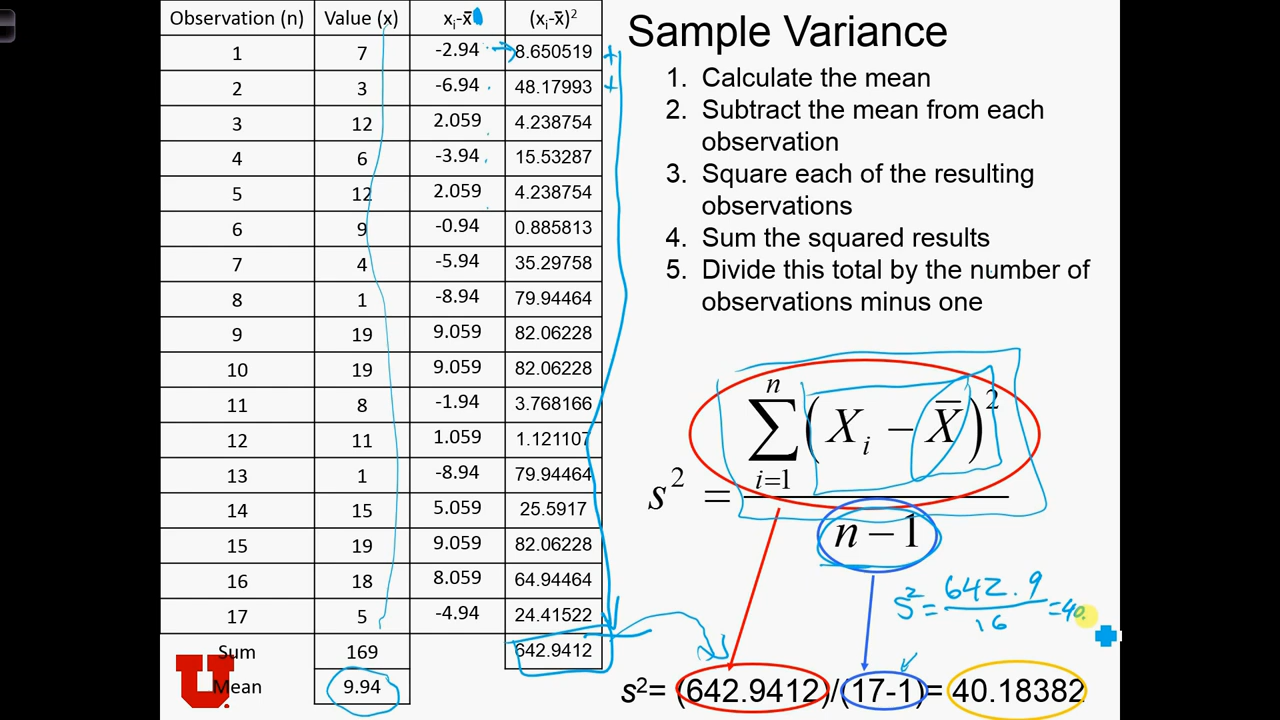 Observation (n) Value (x) xᵢ-x̄ (xᵢ-x̄)²
1 7 -2.94 8.650519 +
2 3 -6.94 48.17993 +
3 12 2.059 4.238754
4 6 -3.94 15.53287
5 12 2.059 4.238754
6 9 -0.94 0.885813
7 4 -5.94 35.29758
8 1 -8.94 79.94464
9 19 9.059 82.06228
10 19 9.059 82.06228
11 8 -1.94 3.768166
12 11 1.059 1.121107
13 1 -8.94 79.94464
14 15 5.059 25.5917
15 19 9.059 82.06228
16 18 8.059 64.94464
17 5 -4.94 24.41522
Sum 169 642.9412
Mean 9.94
U
Sample Variance
1. Calculate the mean
2. Subtract the mean from each
observation
3. Square each of the resulting
observations
4. Sum the squared results
5. Divide this total by the number of
observations minus one
n
s² = ∑ (Xᵢ − X̄)²
i=1
n − 1
S² = 642.9 / 16 = 40.
s²= (642.9412)/(17-1)= 40.18382